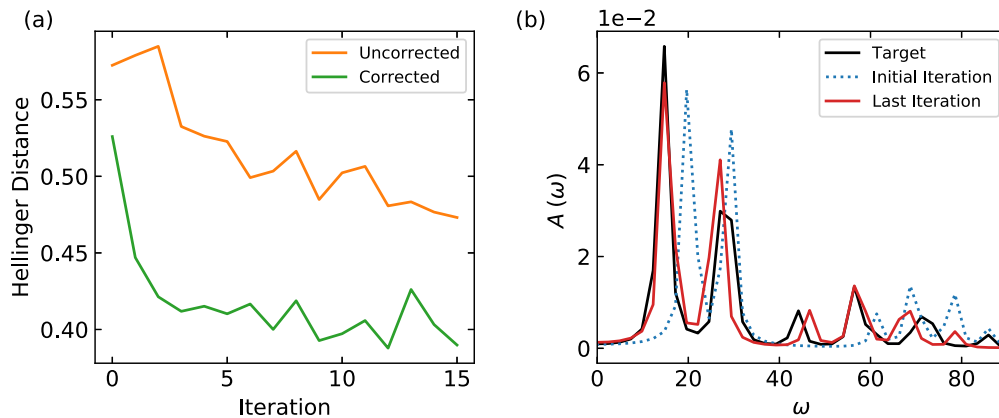 (a)
Hellinger Distance
0.55
0.50
0.45
0.40
Uncorrected
Corrected
0
5
10
15
Iteration
(b)
1e−2
A (ω)
6
4
2
0
Target
Initial Iteration
Last Iteration
0
20
40
60
80
ω